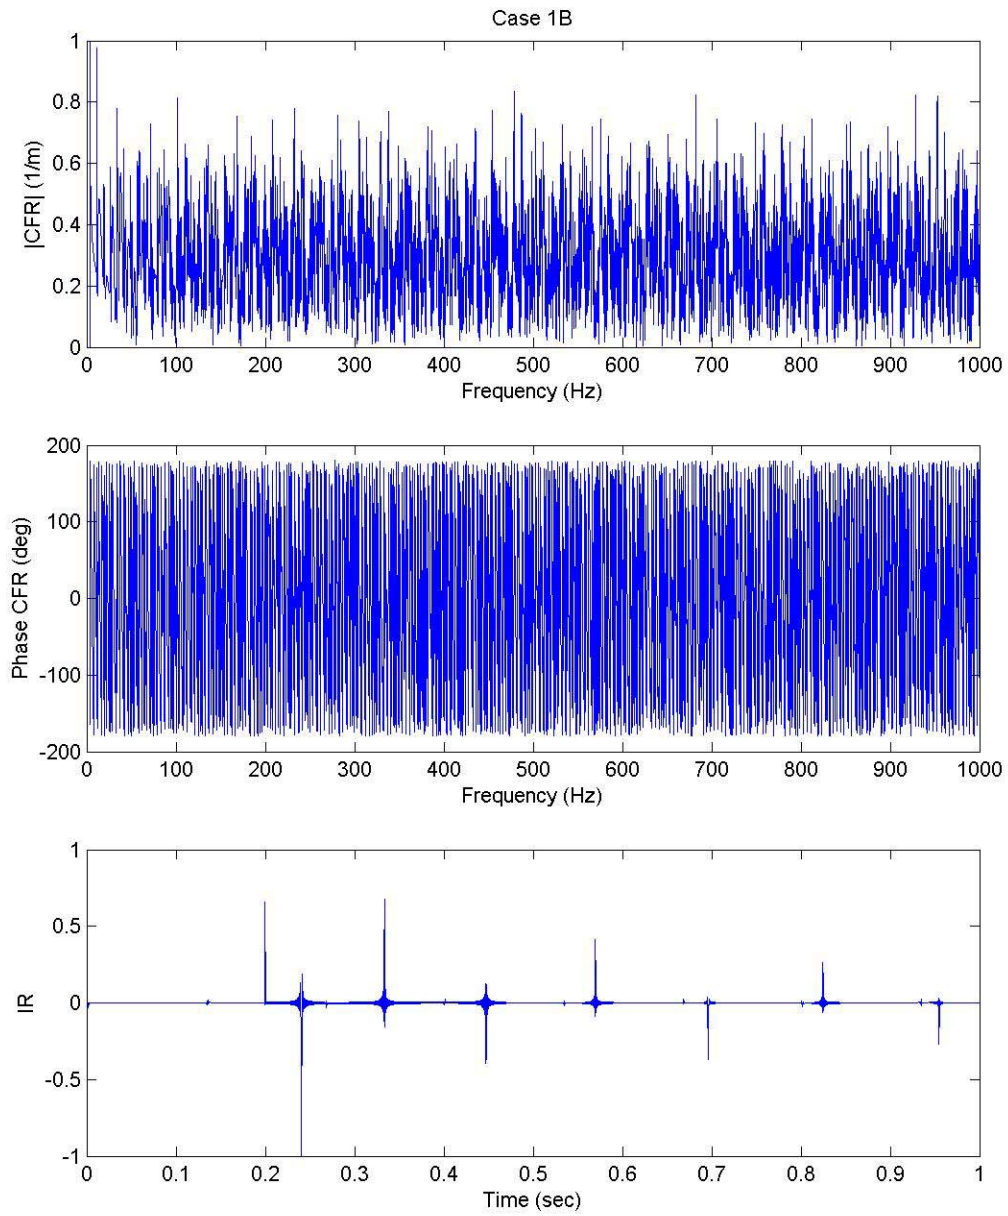 Case 1B
|CFR| (1/m)
1
0.8
0.6
0.4
0.2
0
0 100 200 300 400 500 600 700 800 900 1000
Frequency (Hz)
Phase CFR (deg)
200
100
0
-100
-200
0 100 200 300 400 500 600 700 800 900 1000
Frequency (Hz)
IR
1
0.5
0
-0.5
-1
0 0.1 0.2 0.3 0.4 0.5 0.6 0.7 0.8 0.9 1
Time (sec)